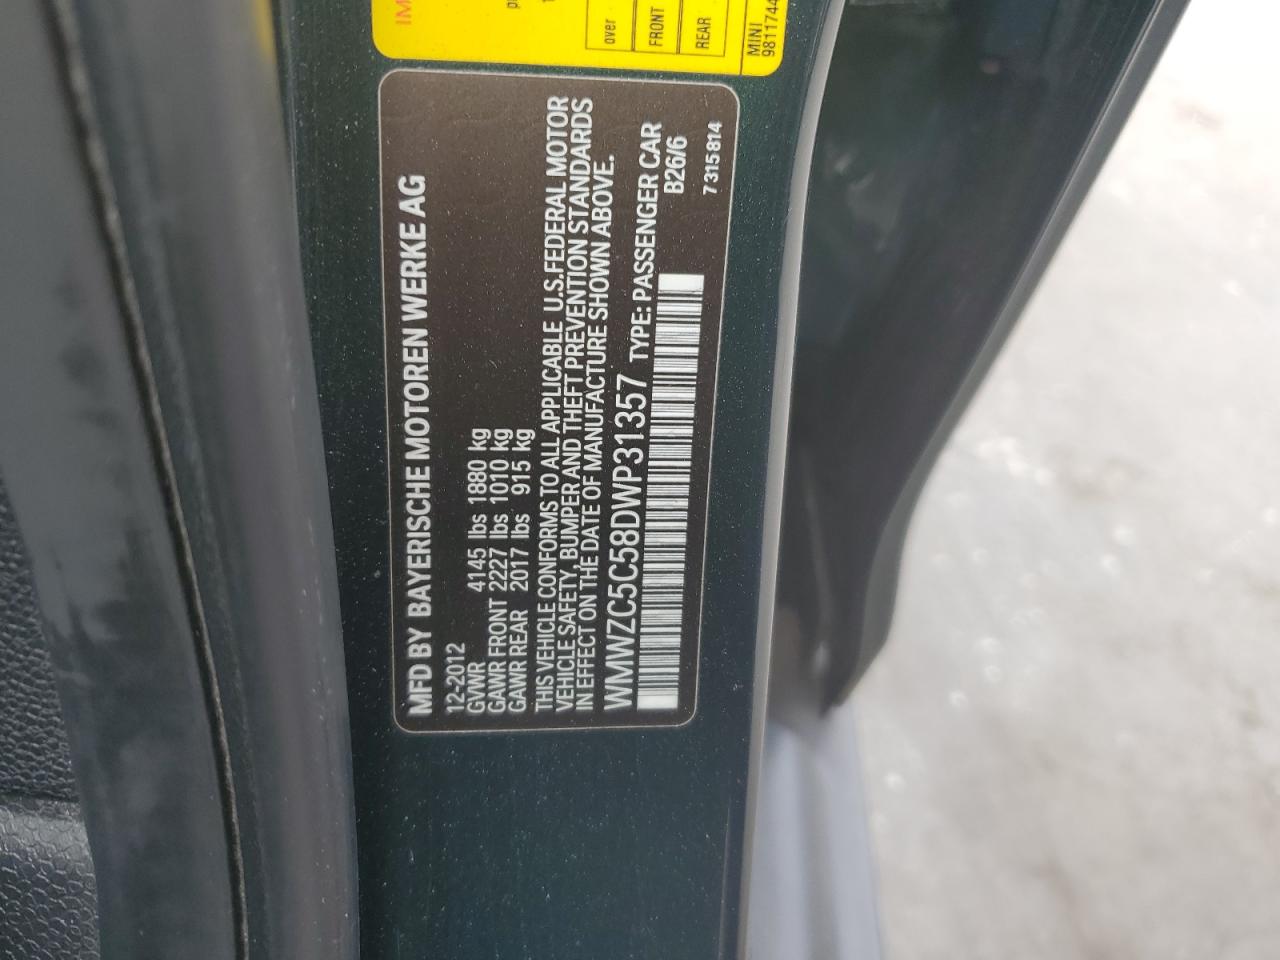 MFD BY BAYERISCHE MOTOREN WERKE AG
12-2012
GVWR 4145 lbs 1880 kg
GAWR FRONT 2227 lbs 1010 kg
GAWR REAR 2017 lbs 915 kg
THIS VEHICLE CONFORMS TO ALL APPLICABLE U.S.FEDERAL MOTOR
VEHICLE SAFETY, BUMPER AND THEFT PREVENTION STANDARDS
IN EFFECT ON THE DATE OF MANUFACTURE SHOWN ABOVE.
WMWZC5C58DWP31357 TYPE: PASSENGER CAR
B26/6
7315814
over
FRONT
REAR
MINI